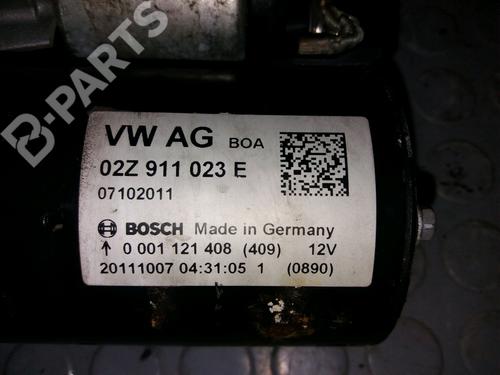 B-PARTS
VW AG BOA
02Z 911 023 E
07102011
BOSCH Made in Germany
↑ 0 001 121 408 (409) 12V
20111007 04:31:05 1 (0890)